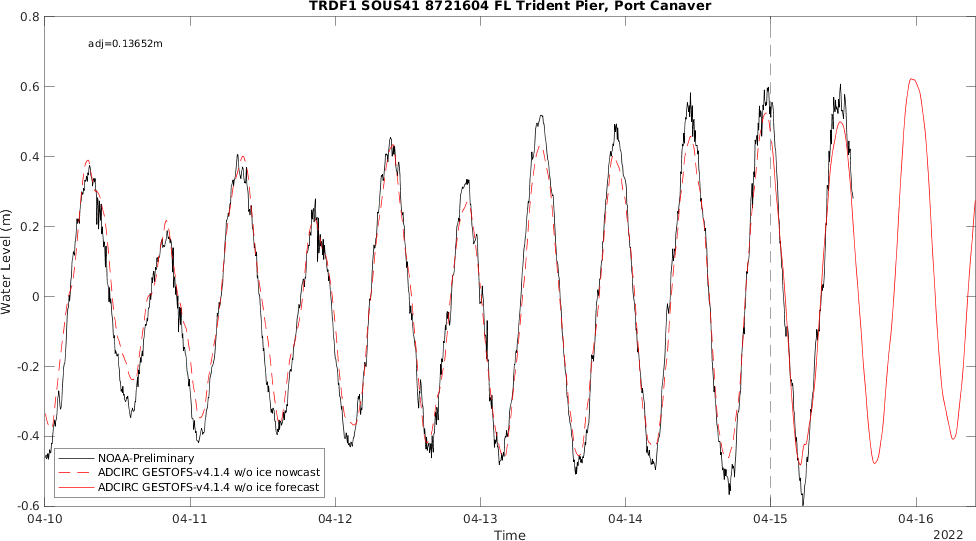 TRDF1 SOUS41 8721604 FL Trident Pier, Port Canaver
adj=0.13652m
Water Level (m)
0.8
0.6
0.4
0.2
0
-0.2
-0.4
-0.6
NOAA-Preliminary
ADCIRC GESTOFS-v4.1.4 w/o ice nowcast
ADCIRC GESTOFS-v4.1.4 w/o ice forecast
04-10 04-11 04-12 04-13 04-14 04-15 04-16
Time
2022